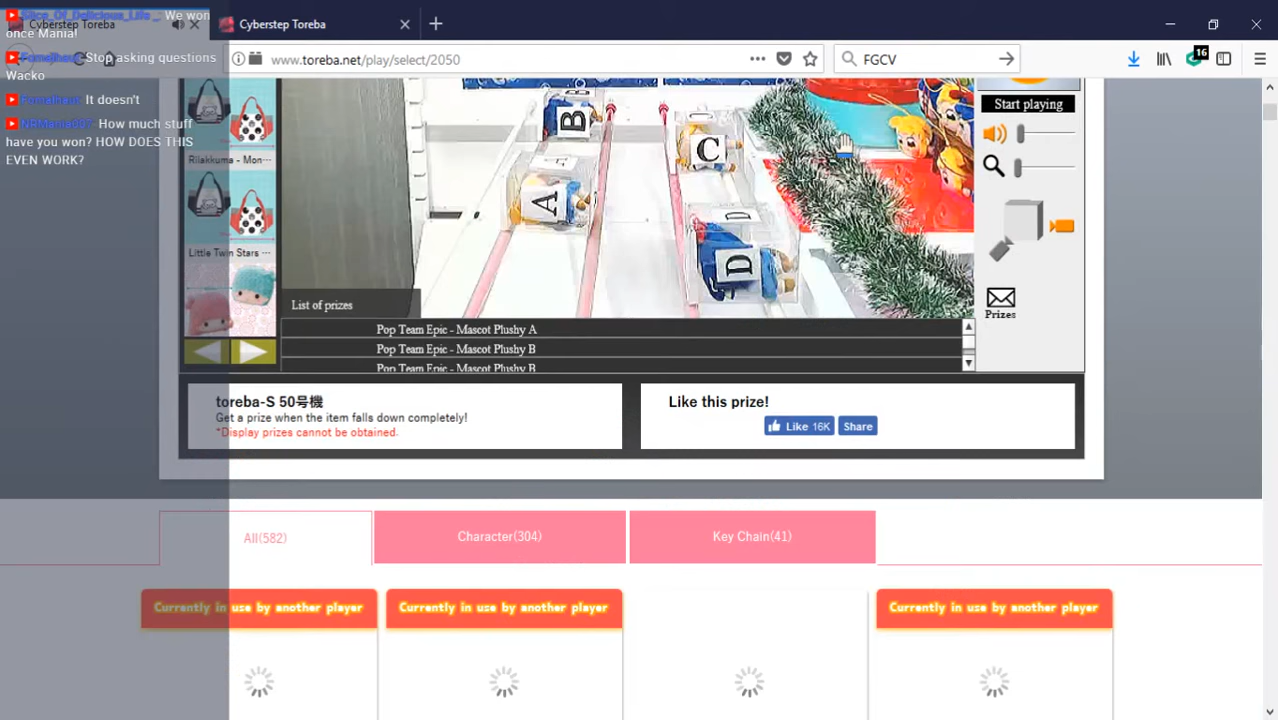 Slice_Of_Delicious_Life_ We won
once Mania!
Stop asking questions
Wacko
It doesn't
How much stuff
have you won? HOW DOES THIS
EVEN WORK?
Cyberstep Toreba
Cyberstep Toreba
www.toreba.net/play/select/2050
FGCV
16
Rilakkuma - Mon...
Little Twin Stars ...
B
C
A
D
D
Start playing
Prizes
List of prizes
Pop Team Epic - Mascot Plushy A
Pop Team Epic - Mascot Plushy B
Pop Team Epic - Mascot Plushy B
toreba-S 50号機
Get a prize when the item falls down completely!
*Display prizes cannot be obtained.
Like this prize!
Like 16K
Share
All(582)
Character(304)
Key Chain(41)
Currently in use by another player
Currently in use by another player
Currently in use by another player